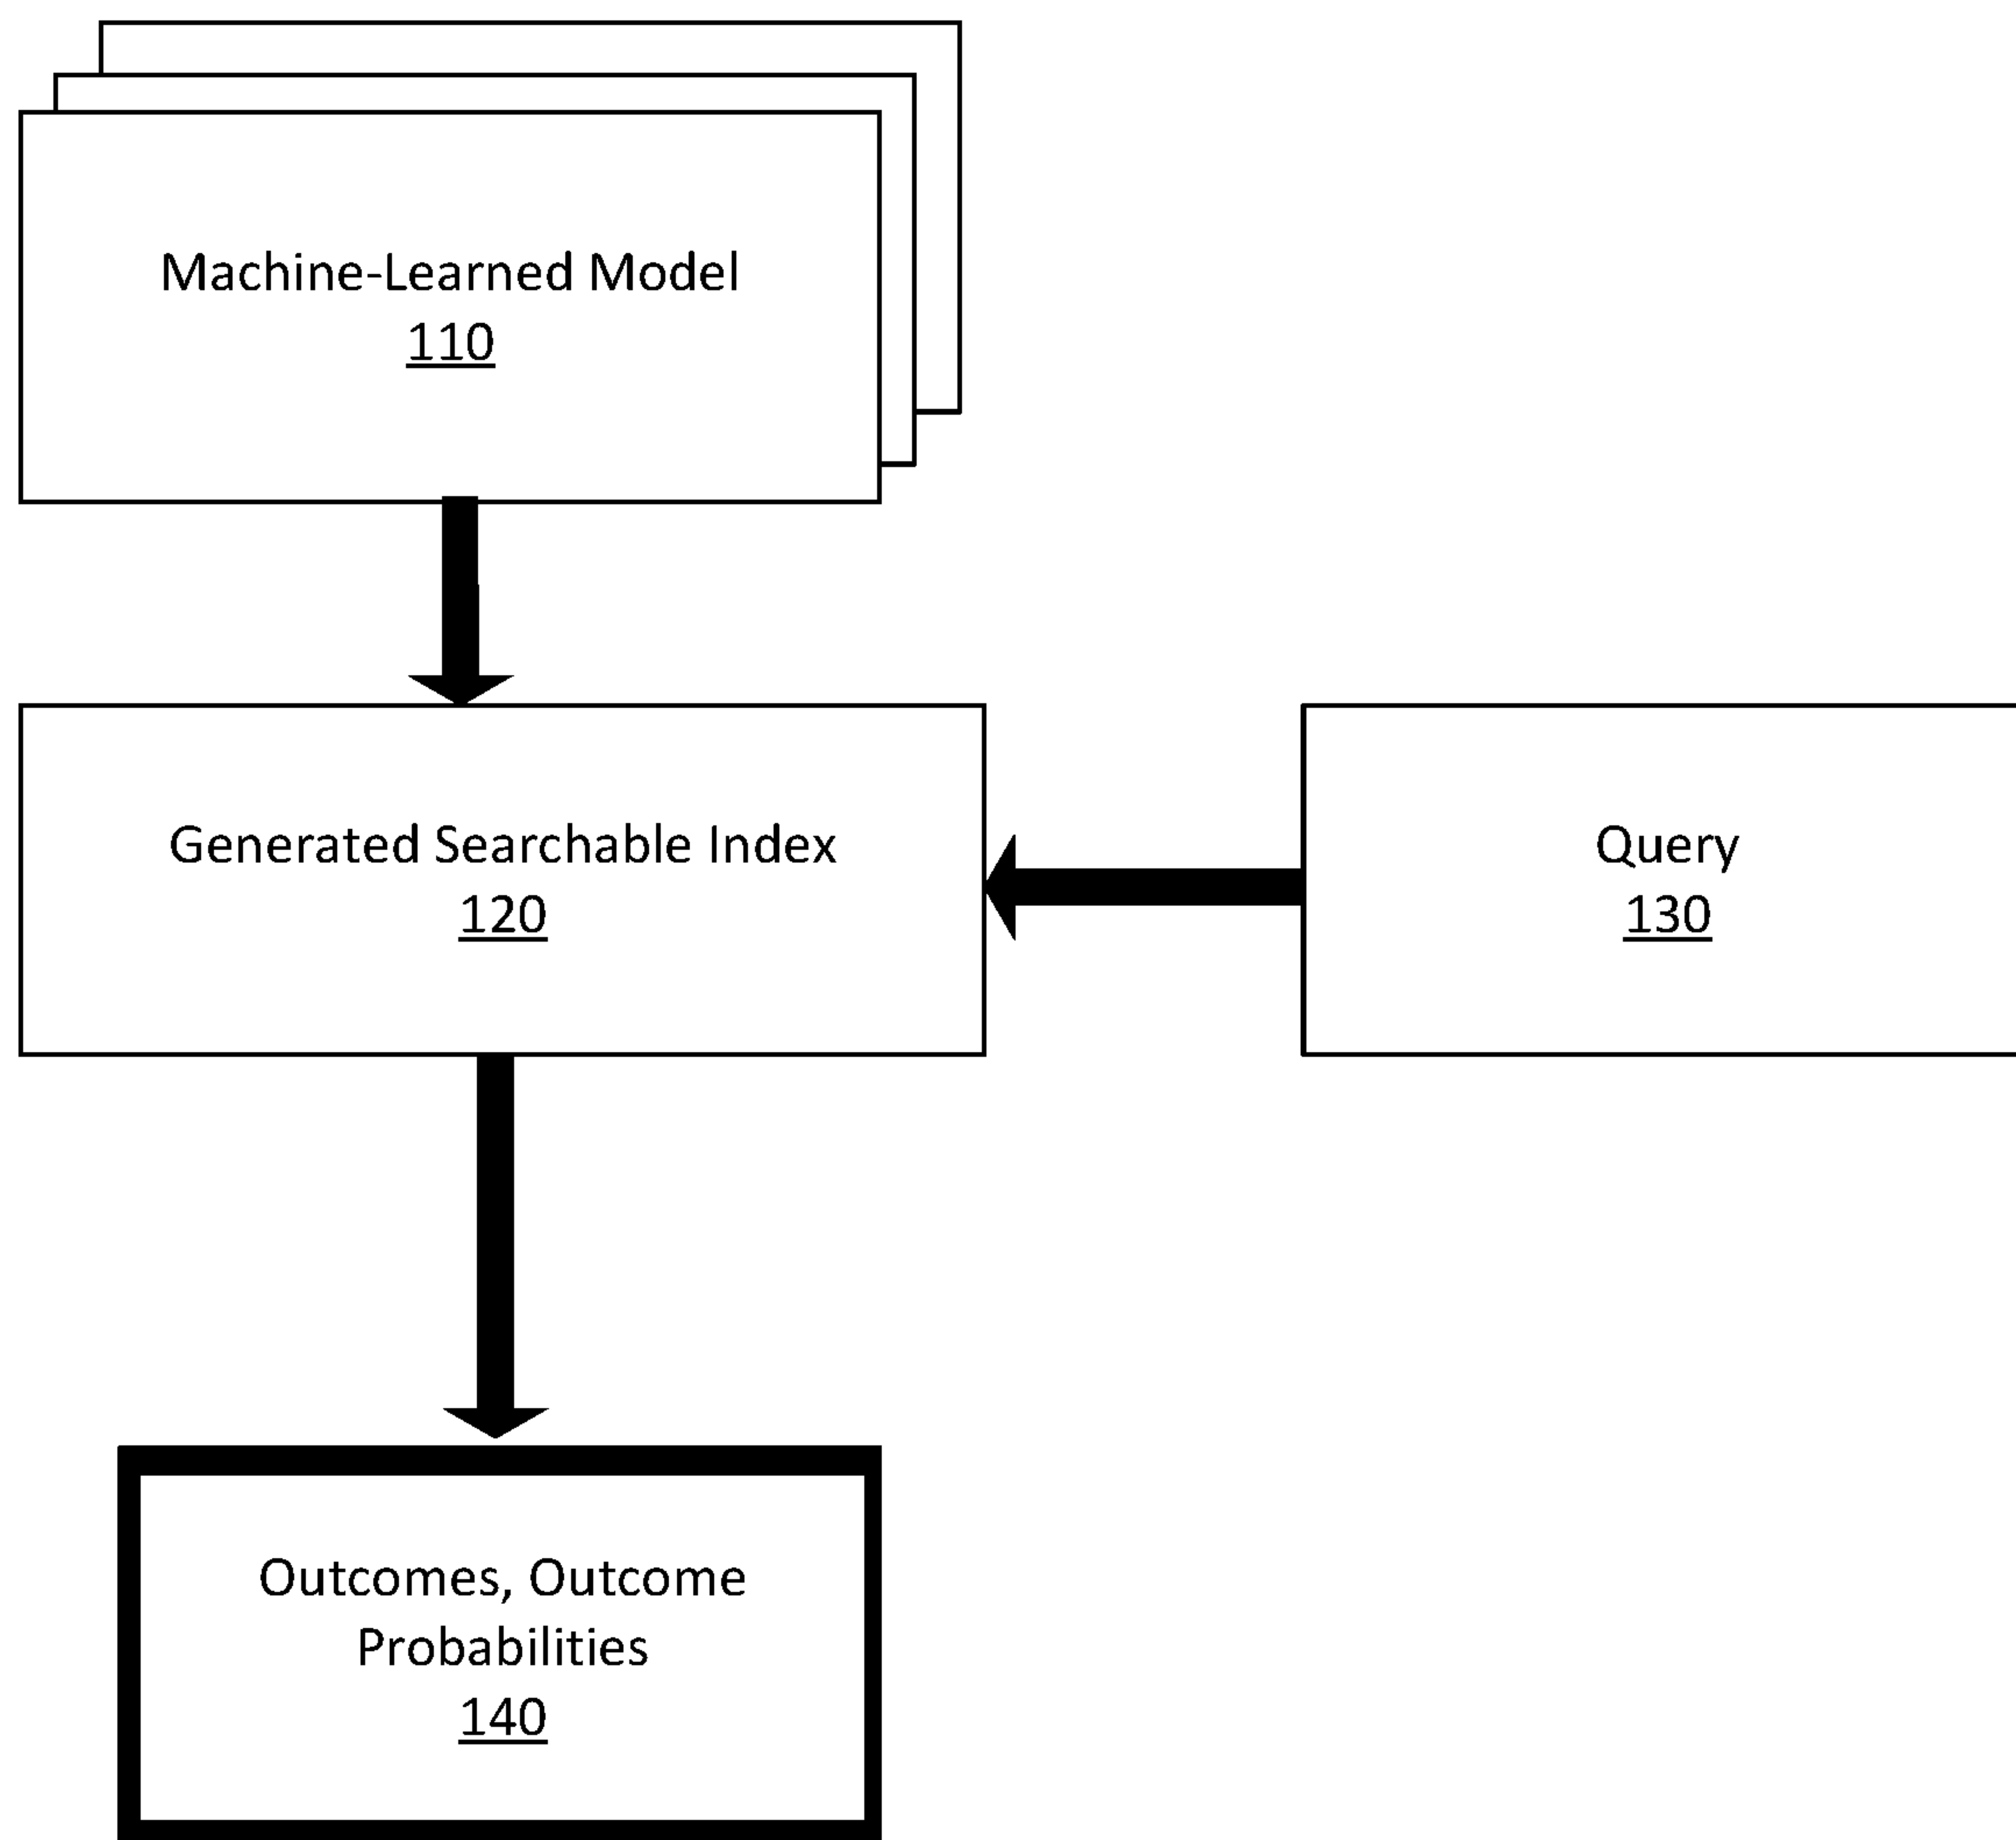 Machine-Learned Model
110
Generated Searchable Index
120
Query
130
Outcomes, Outcome
Probabilities
140